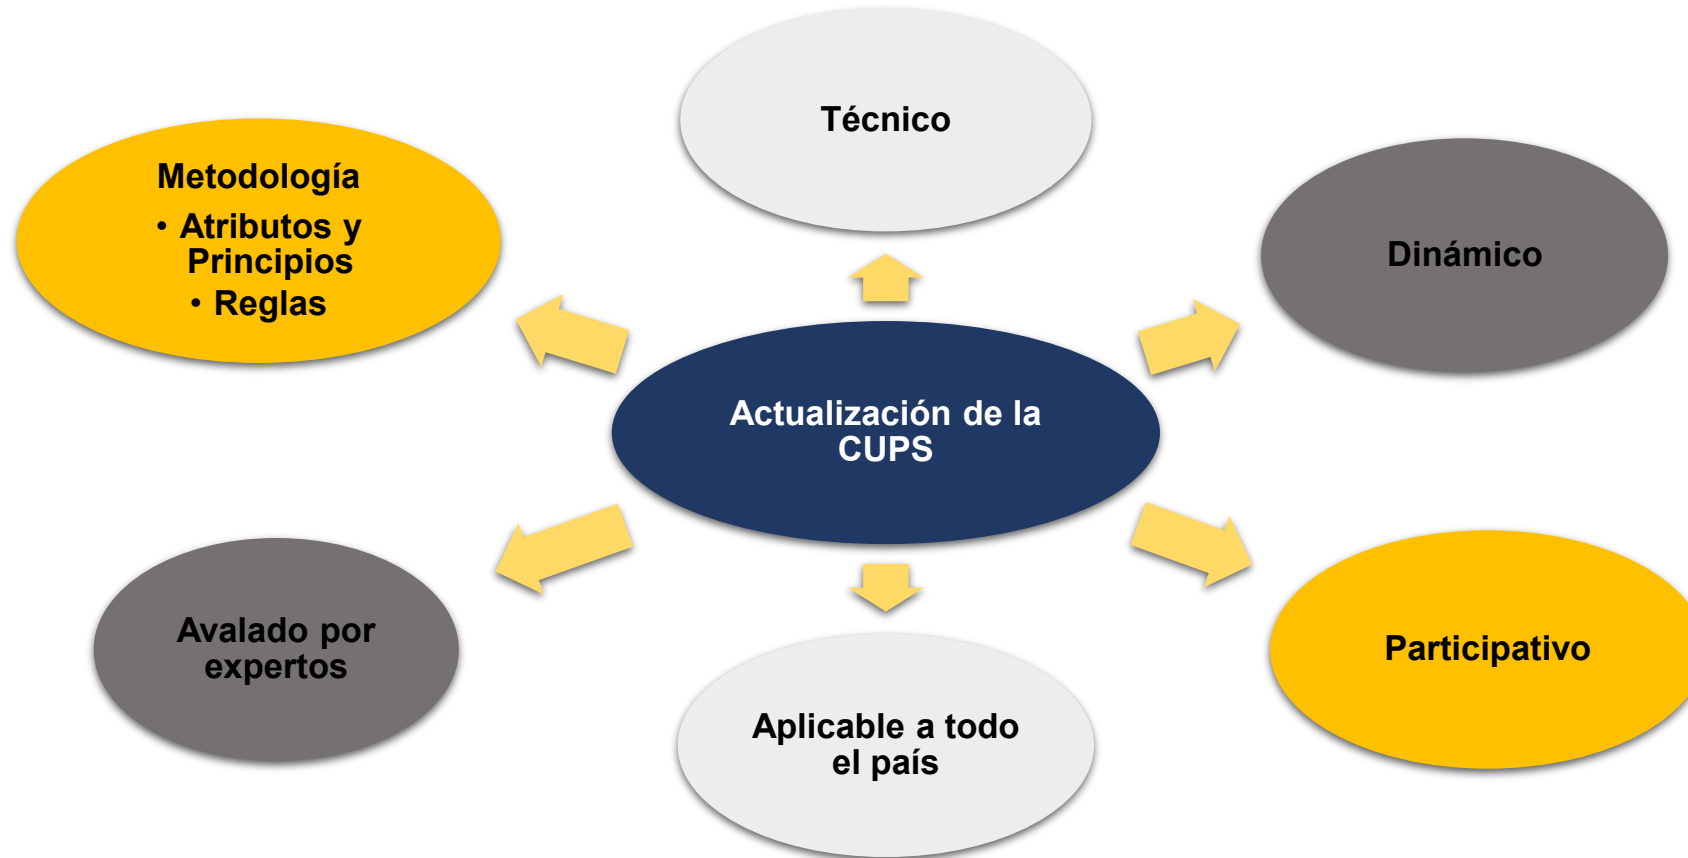 Técnico
Metodología
• Atributos y
Principios
• Reglas
Dinámico
Actualización de la
CUPS
Avalado por
expertos
Participativo
Aplicable a todo
el país